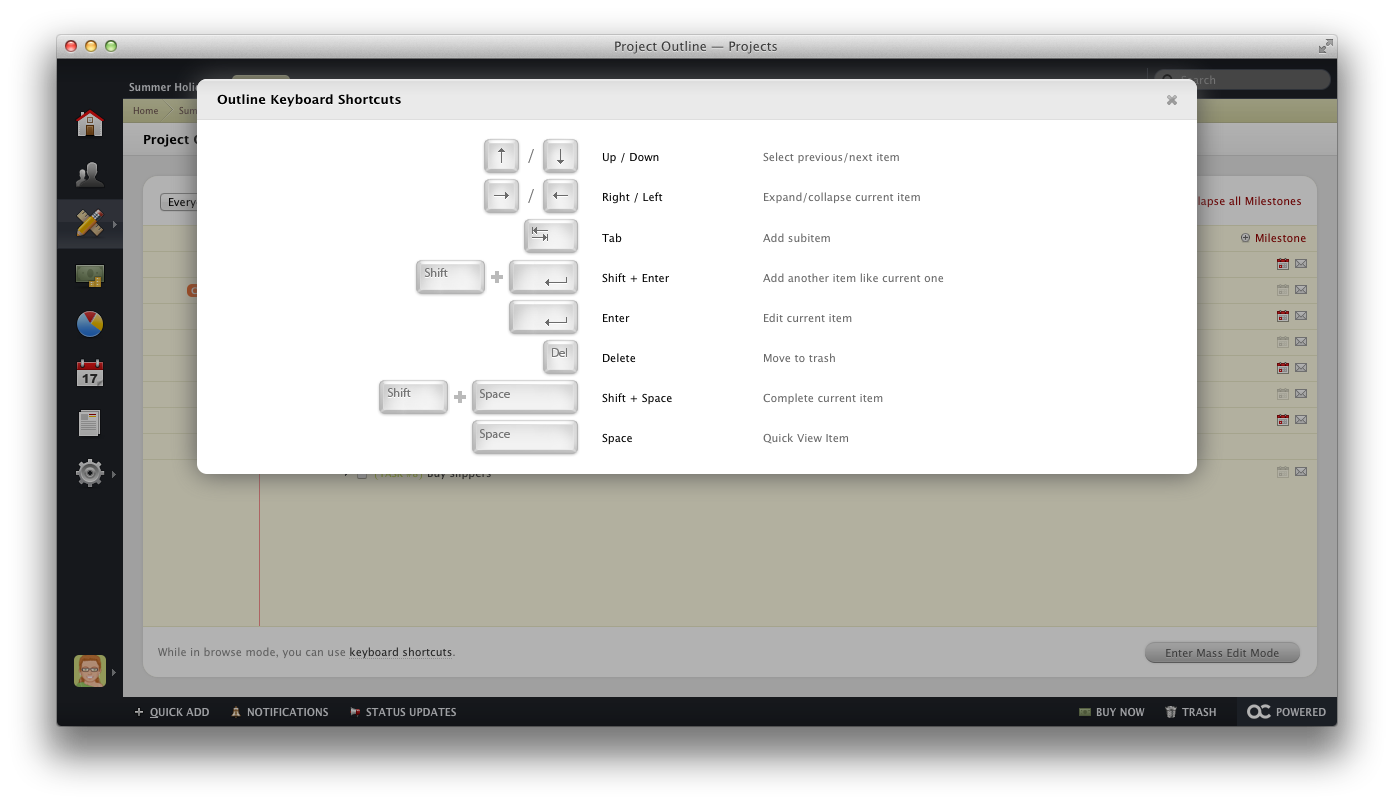 Project Outline — Projects
Summer Holi
Search
Home Sum
Project
Outline Keyboard Shortcuts
↑ / ↓ Up / Down Select previous/next item
→ / ← Right / Left Expand/collapse current item
Tab Add subitem
Shift + Shift + Enter Add another item like current one
Enter Edit current item
Del Delete Move to trash
Shift + Space Shift + Space Complete current item
Space Space Quick View Item
Every
lapse all Milestones
Milestone
17
Buy slippers
While in browse mode, you can use keyboard shortcuts.
Enter Mass Edit Mode
QUICK ADD NOTIFICATIONS STATUS UPDATES BUY NOW TRASH POWERED